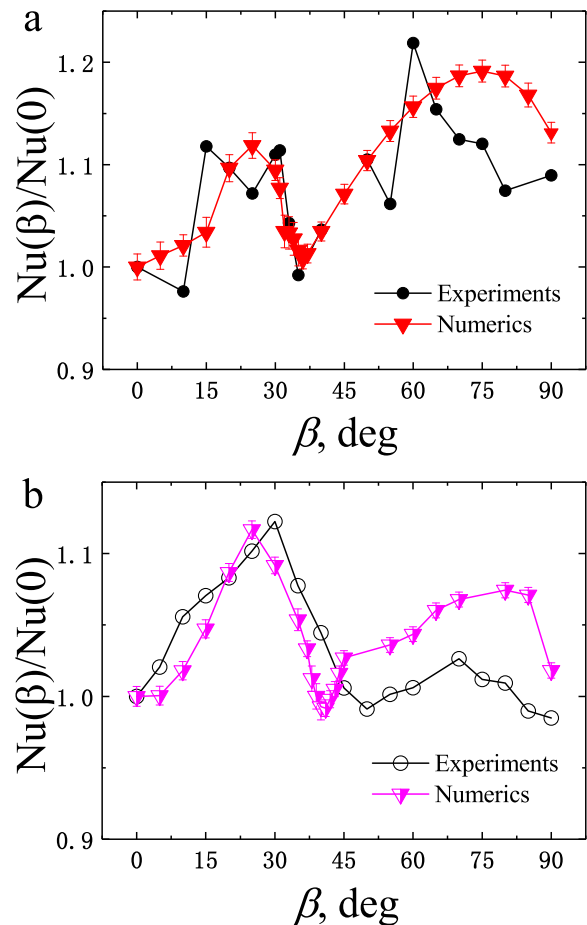 a
Nu(β)/Nu(0)
1.2
1.1
1.0
0.9
Experiments
Numerics
0 15 30 45 60 75 90
β, deg
b
Nu(β)/Nu(0)
1.1
1.0
0.9
Experiments
Numerics
0 15 30 45 60 75 90
β, deg